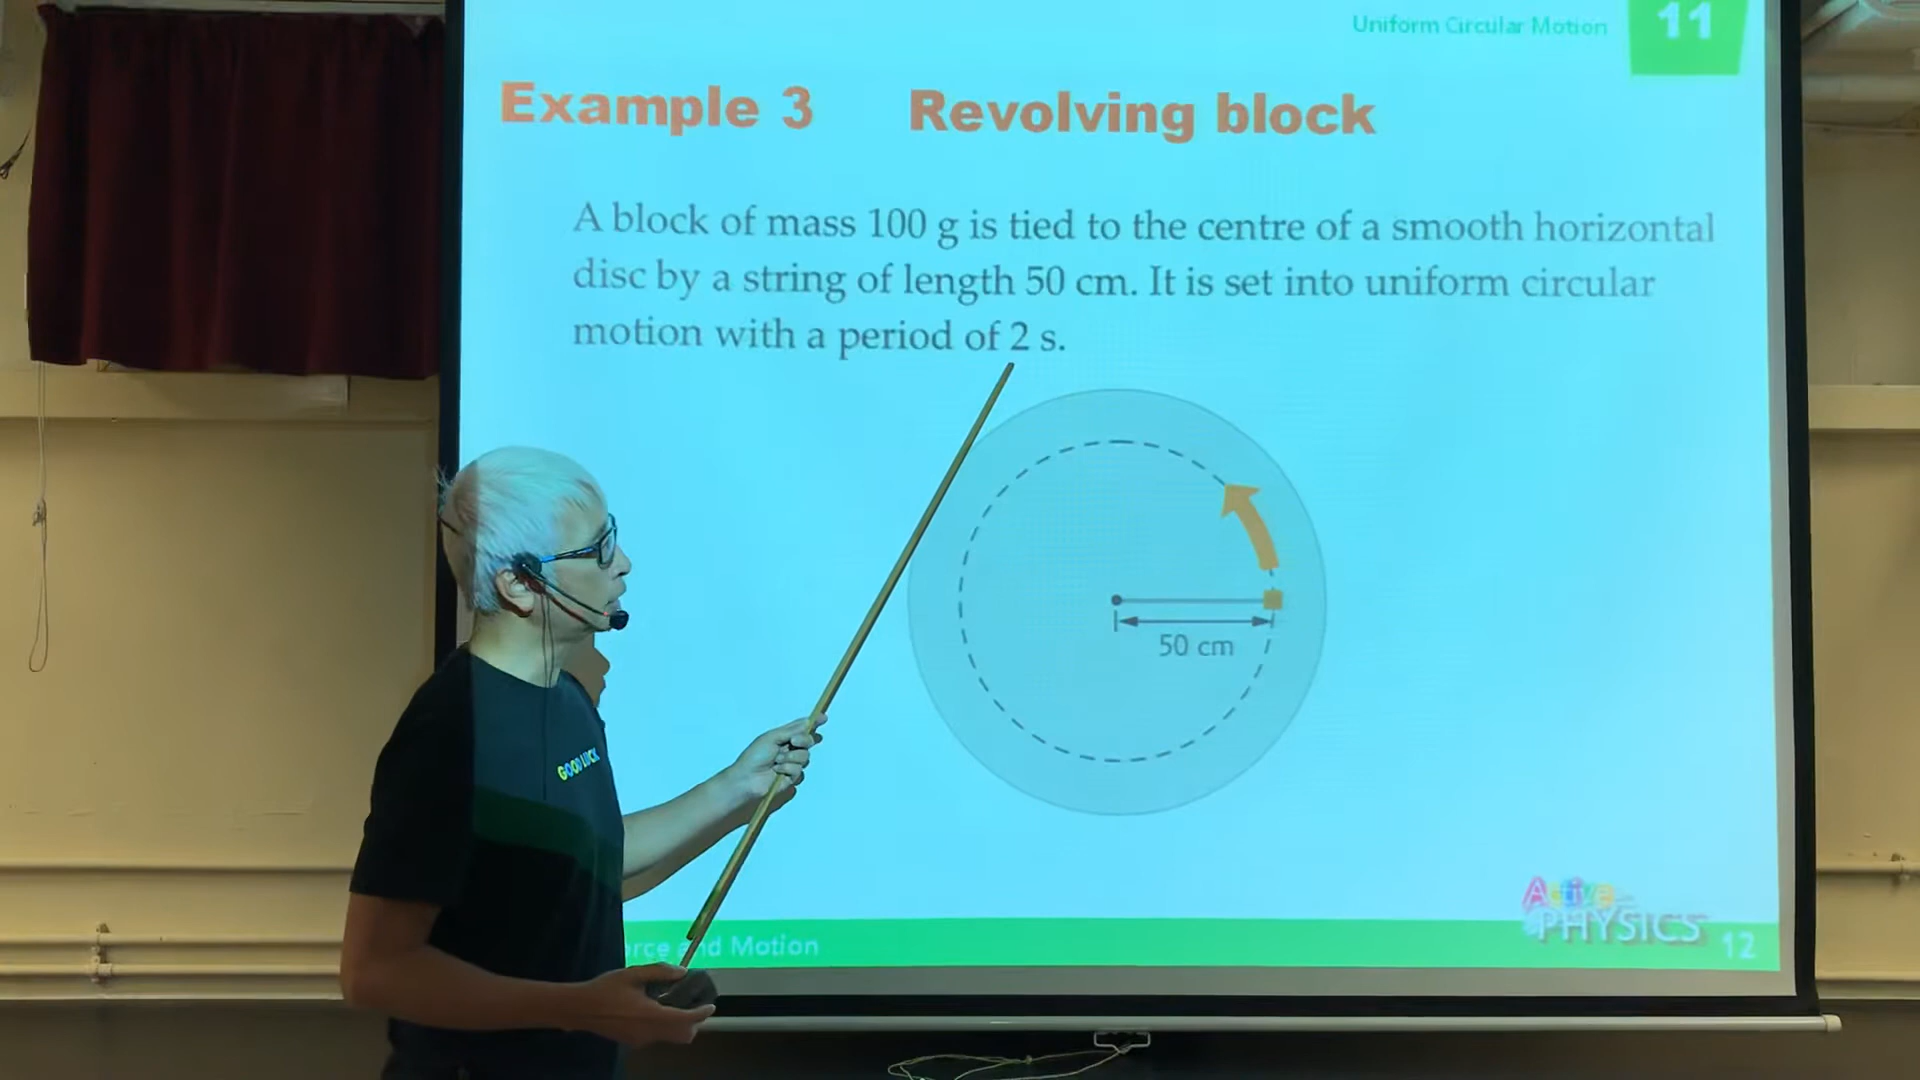 Uniform Circular Motion
11
Example 3 Revolving block
A block of mass 100 g is tied to the centre of a smooth horizontal
disc by a string of length 50 cm. It is set into uniform circular
motion with a period of 2 s.
50 cm
GOOD LUCK
and Motion
Active
PHYSICS
12